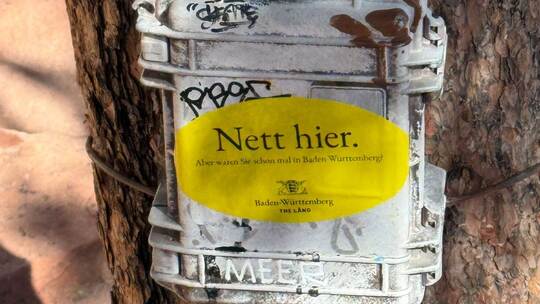 Nett hier.
Aber waren Sie schon mal in Baden-Württemberg?
Baden-Württemberg
THE LÄND
MEER